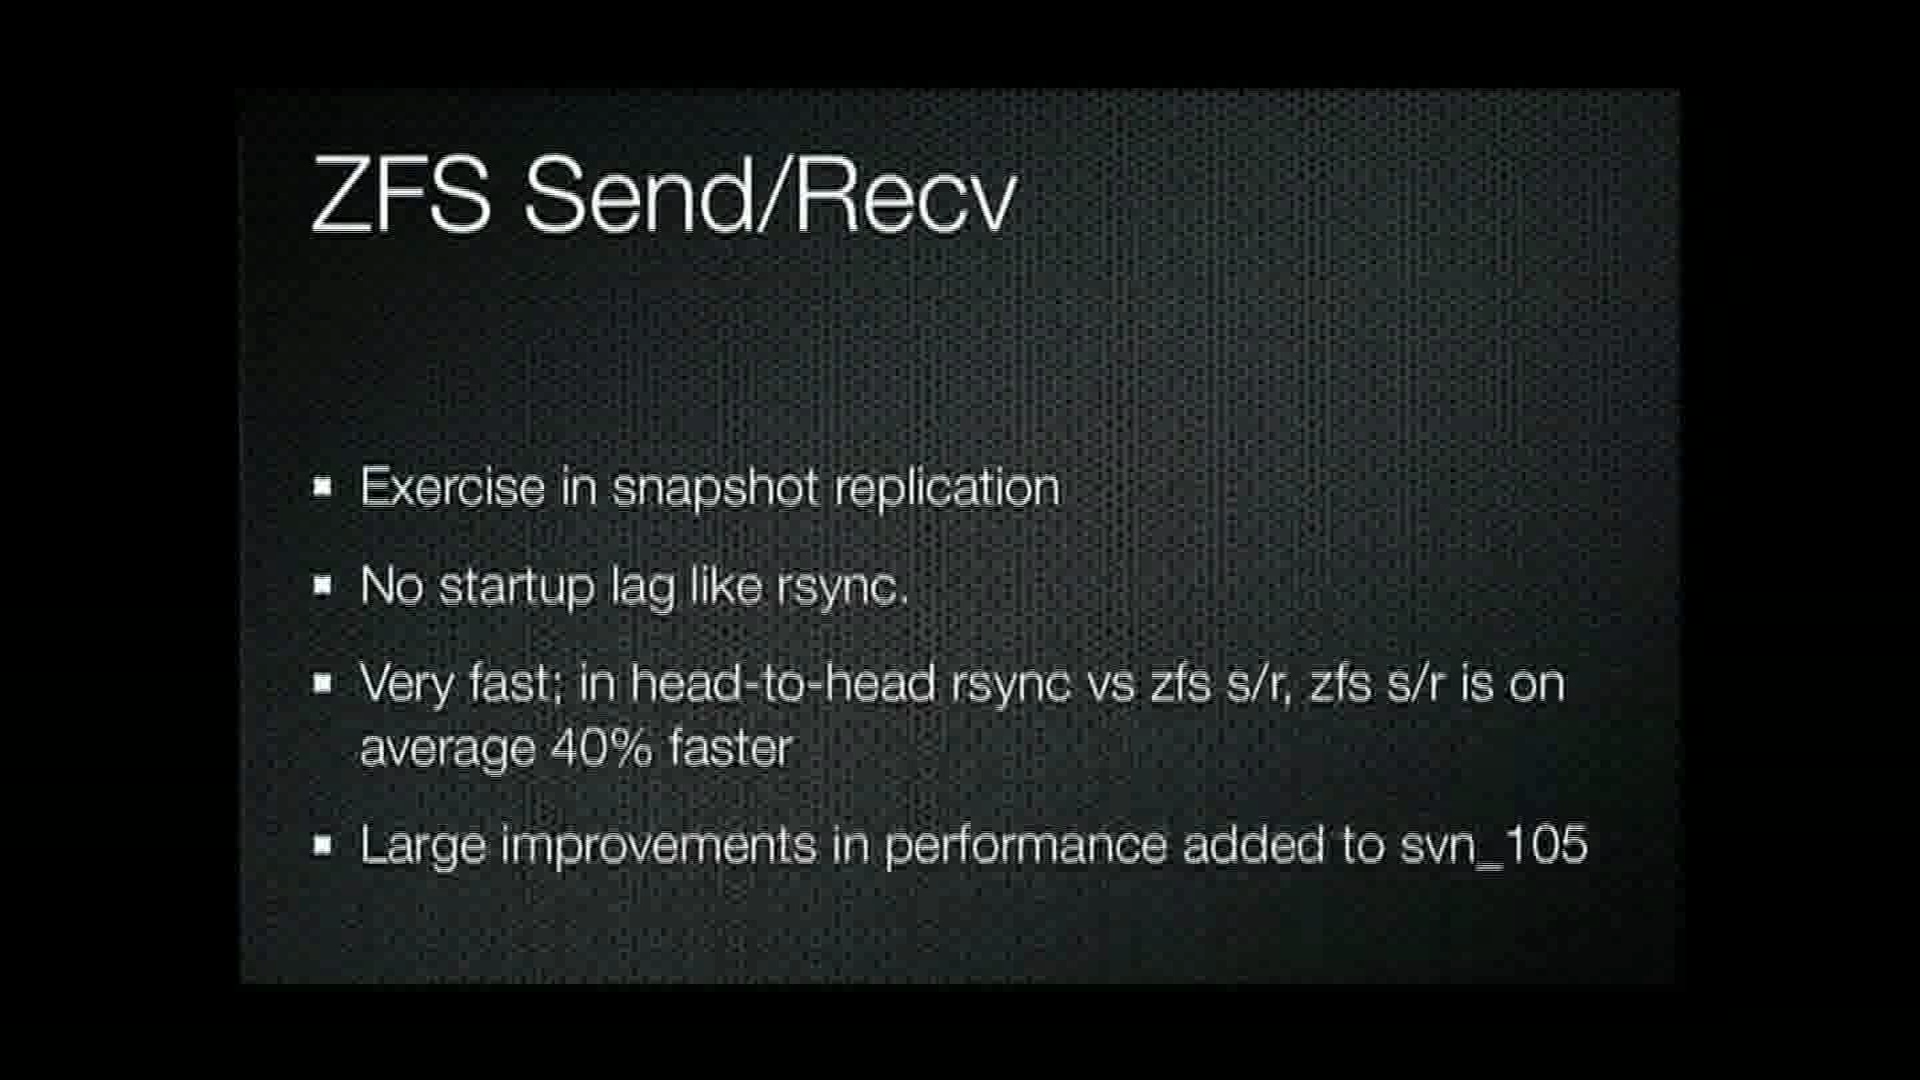 ZFS Send/Recv
Exercise in snapshot replication
No startup lag like rsync.
Very fast; in head-to-head rsync vs zfs s/r, zfs s/r is on
average 40% faster
Large improvements in performance added to svn_105